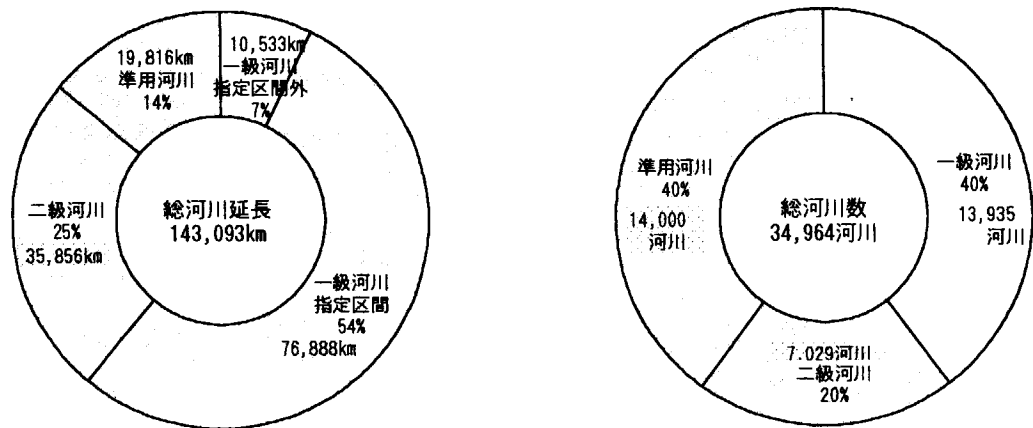 19,816km
準用河川
14%
10,533km
一級河川
指定区間外
7%
二級河川
25%
35,856km
総河川延長
143,093km
一級河川
指定区間
54%
76,888km
準用河川
40%
14,000
河川
総河川数
34,964河川
一級河川
40%
13,935
河川
7.029河川
二級河川
20%